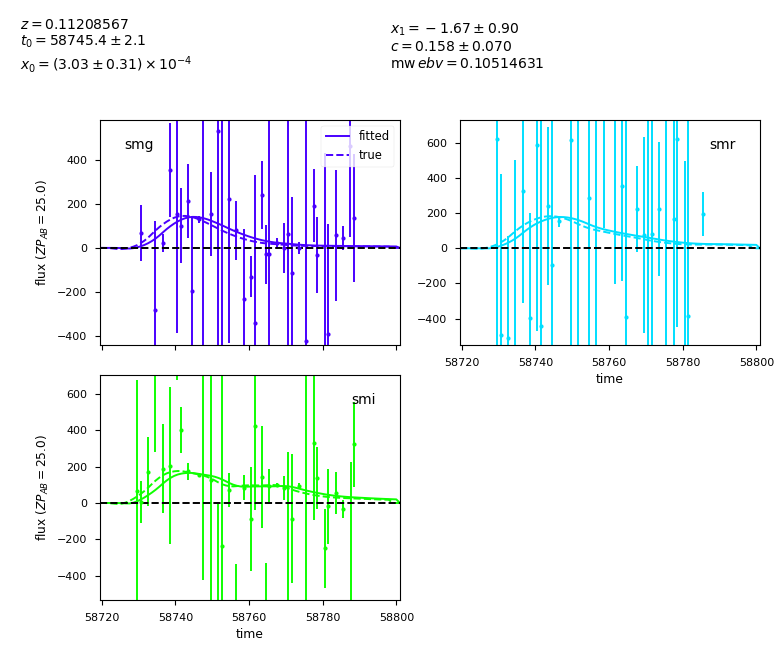 z = 0.11208567
t₀ = 58745.4 ± 2.1
x₀ = (3.03 ± 0.31) × 10⁻⁴
x₁ = −1.67 ± 0.90
c = 0.158 ± 0.070
mw ebv = 0.10514631
smg
fitted
true
400
200
0
−200
−400
flux (ZP_AB = 25.0)
smr
600
400
200
0
−200
−400
58720 58740 58760 58780 58800
time
smi
600
400
200
0
−200
−400
flux (ZP_AB = 25.0)
58720 58740 58760 58780 58800
time